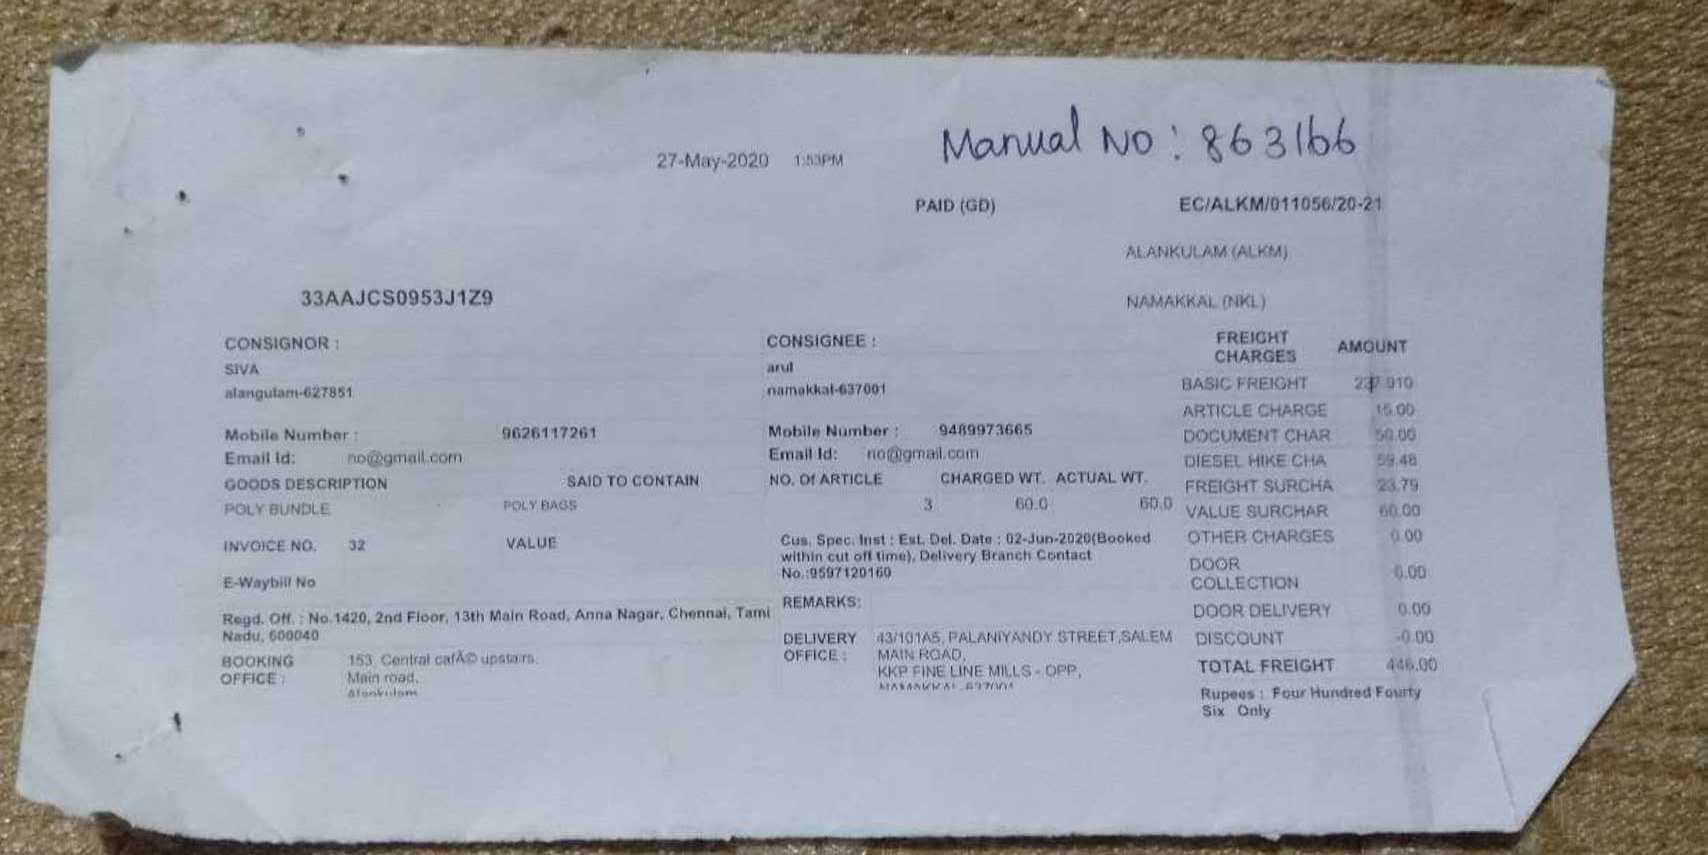 Manual No : 863166
27-May-2020 1:53PM
PAID (GD) EC/ALKM/011056/20-21
ALANKULAM (ALKM)
33AAJCS0953J1Z9
NAMAKKAL (NKL)
CONSIGNOR : CONSIGNEE : FREIGHT CHARGES AMOUNT
SIVA arul
alangulam-627851 namakkal-637001 BASIC FREIGHT 237.910
ARTICLE CHARGE 15.00
Mobile Number : 9626117261 Mobile Number : 9489973665 DOCUMENT CHAR 50.00
Email Id: no@gmail.com Email Id: no@gmail.com DIESEL HIKE CHA 59.48
GOODS DESCRIPTION SAID TO CONTAIN NO. Of ARTICLE CHARGED WT. ACTUAL WT. FREIGHT SURCHA 23.79
POLY BUNDLE POLY BAGS 3 60.0 60.0 VALUE SURCHAR 60.00
INVOICE NO. 32 VALUE Cus. Spec. Inst : Est. Del. Date : 02-Jun-2020(Booked OTHER CHARGES 0.00
within cut off time), Delivery Branch Contact
No.:9597120160 DOOR COLLECTION 0.00
E-Waybill No
REMARKS: DOOR DELIVERY 0.00
Regd. Off. : No.1420, 2nd Floor, 13th Main Road, Anna Nagar, Chennai, Tami
Nadu, 600040
DELIVERY OFFICE : 43/101A5, PALANIYANDY STREET,SALEM DISCOUNT -0.00
BOOKING OFFICE : 153, Central cafÃ© upstairs, MAIN ROAD, TOTAL FREIGHT 446.00
Main road, KKP FINE LINE MILLS - OPP,
Alankulam NAMAKKAL-637001
Rupees : Four Hundred Fourty
Six Only